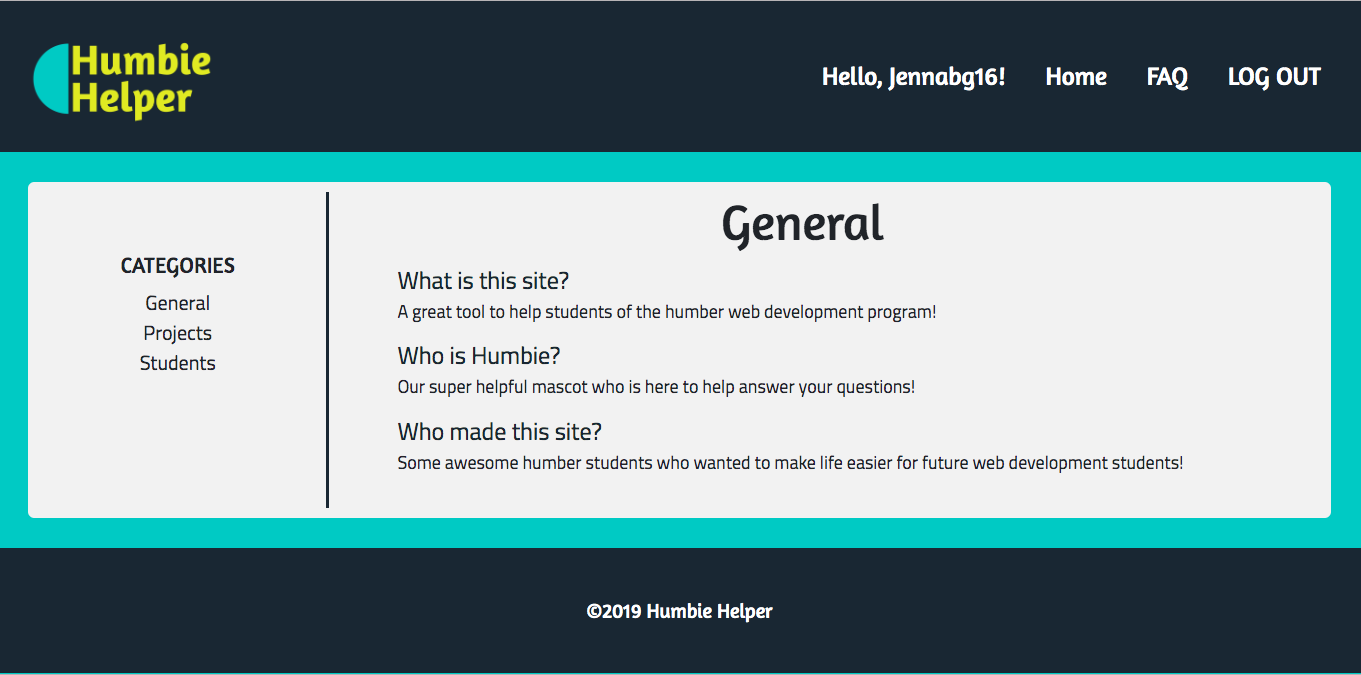 Humbie
Helper
Hello, Jennabg16! Home FAQ LOG OUT
CATEGORIES
General
Projects
Students
General
What is this site?
A great tool to help students of the humber web development program!
Who is Humbie?
Our super helpful mascot who is here to help answer your questions!
Who made this site?
Some awesome humber students who wanted to make life easier for future web development students!
©2019 Humbie Helper